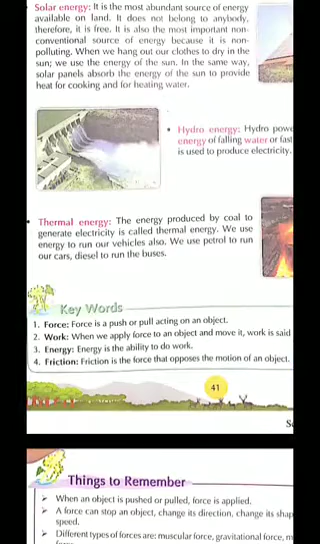 Solar energy: It is the most abundant source of energy
available on land. It does not belong to anybody,
therefore, it is free. It is also the most important non-
conventional source of energy because it is non-
polluting. When we hang out our clothes to dry in the
sun; we use the energy of the sun. In the same way,
solar panels absorb the energy of the sun to provide
heat for cooking and for heating water.
• Hydro energy: Hydro powe
energy of falling water or fast
is used to produce electricity.
• Thermal energy: The energy produced by coal to
generate electricity is called thermal energy. We use
energy to run our vehicles also. We use petrol to run
our cars, diesel to run the buses.
Key Words
1. Force: Force is a push or pull acting on an object.
2. Work: When we apply force to an object and move it, work is said
3. Energy: Energy is the ability to do work.
4. Friction: Friction is the force that opposes the motion of an object.
41
Things to Remember
➤ When an object is pushed or pulled, force is applied.
➤ A force can stop an object, change its direction, change its shap
speed.
➤ Different types of forces are: muscular force, gravitational force, m